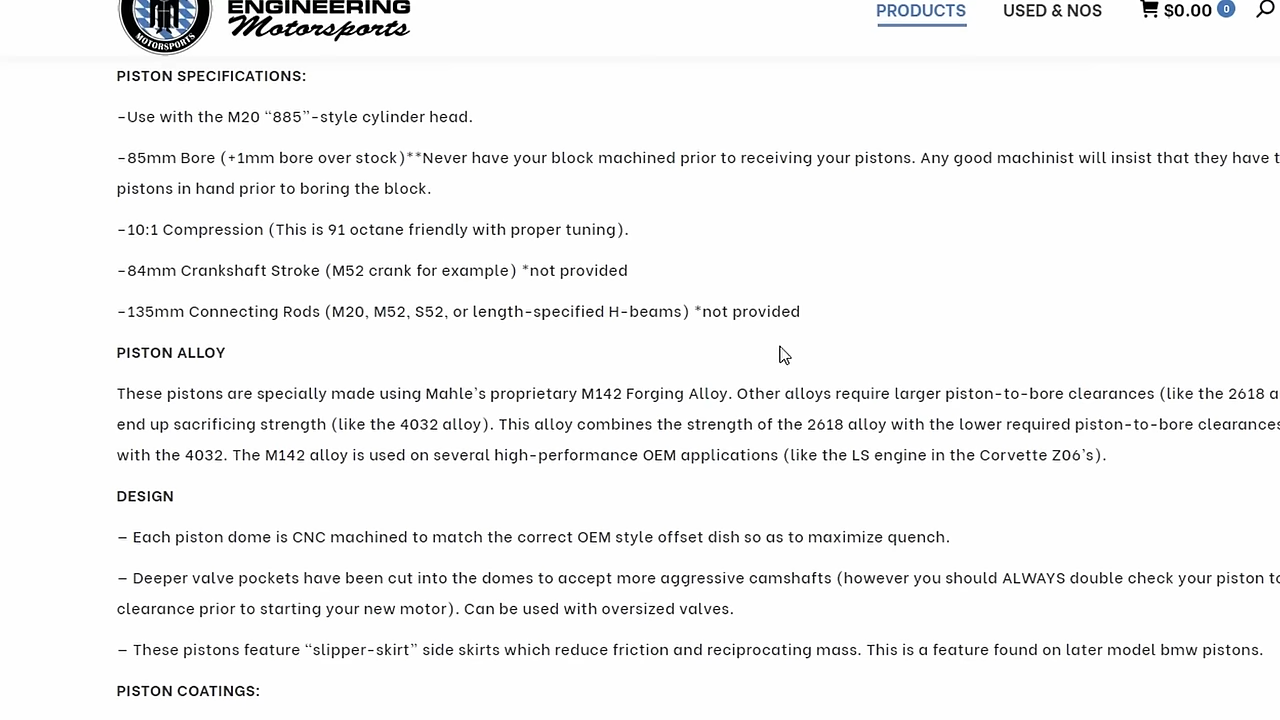 ENGINEERING
Motorsports
MOTORSPORTS
PRODUCTS
USED & NOS
$0.00 0
PISTON SPECIFICATIONS:
–Use with the M20 “885”-style cylinder head.
–85mm Bore (+1mm bore over stock)**Never have your block machined prior to receiving your pistons. Any good machinist will insist that they have t
pistons in hand prior to boring the block.
–10:1 Compression (This is 91 octane friendly with proper tuning).
–84mm Crankshaft Stroke (M52 crank for example) *not provided
–135mm Connecting Rods (M20, M52, S52, or length-specified H-beams) *not provided
PISTON ALLOY
These pistons are specially made using Mahle’s proprietary M142 Forging Alloy. Other alloys require larger piston-to-bore clearances (like the 2618 a
end up sacrificing strength (like the 4032 alloy). This alloy combines the strength of the 2618 alloy with the lower required piston-to-bore clearances
with the 4032. The M142 alloy is used on several high-performance OEM applications (like the LS engine in the Corvette Z06’s).
DESIGN
– Each piston dome is CNC machined to match the correct OEM style offset dish so as to maximize quench.
– Deeper valve pockets have been cut into the domes to accept more aggressive camshafts (however you should ALWAYS double check your piston to
clearance prior to starting your new motor). Can be used with oversized valves.
– These pistons feature “slipper-skirt” side skirts which reduce friction and reciprocating mass. This is a feature found on later model bmw pistons.
PISTON COATINGS: